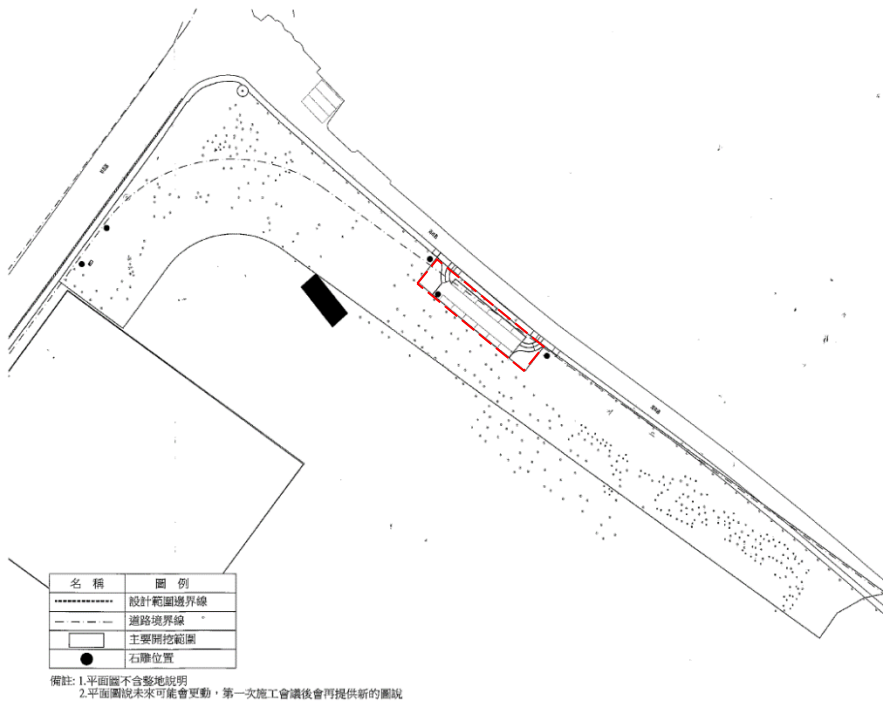 名 稱 圖 例
設計範圍邊界線
道路境界線
主要開挖範圍
石雕位置
備註: 1.平面圖不含整地說明
2.平面圖說未來可能會更動，第一次施工會議後會再提供新的圖說